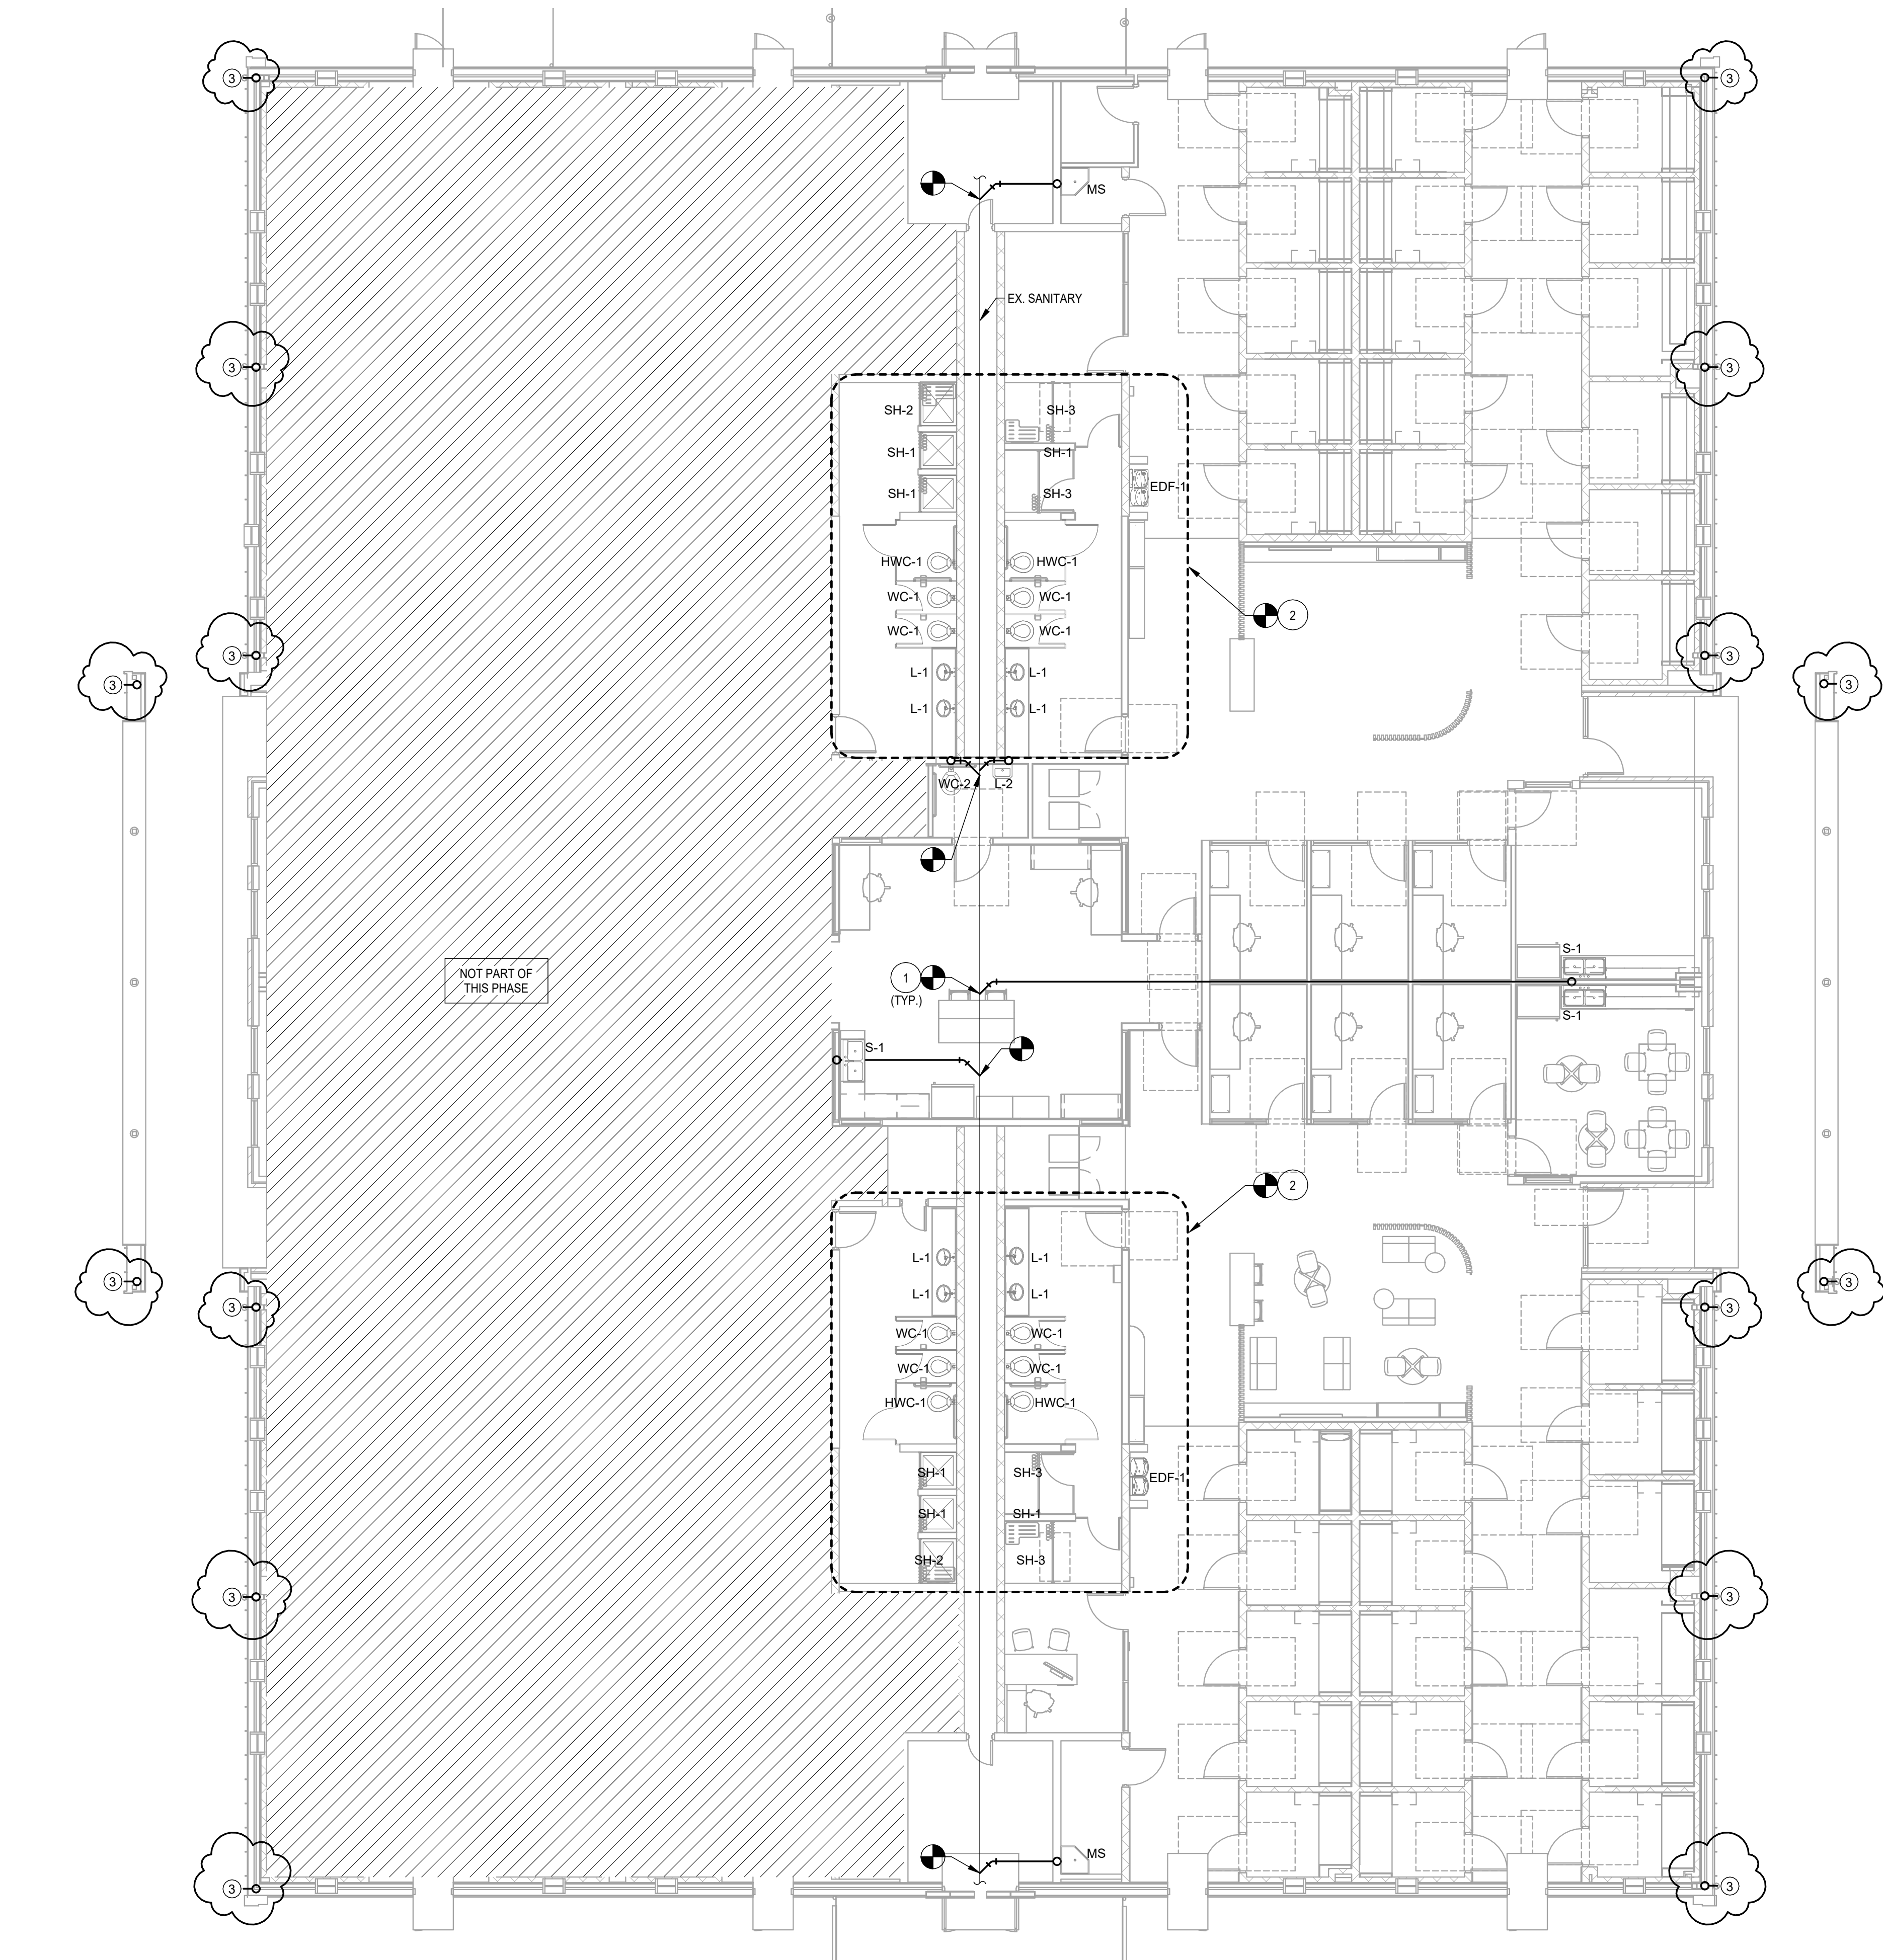 3
3
MS
EX. SANITARY
3
3
SH-2
SH-3
SH-1
SH-1
SH-1
SH-3
EDF-1
HWC-1
HWC-1
WC-1
WC-1
2
WC-1
WC-1
3
3
L-1
L-1
3
3
L-1
L-1
WC-2
L-2
S-1
NOT PART OF
THIS PHASE
1
(TYP.)
S-1
S-1
2
L-1
L-1
3
3
L-1
L-1
3
3
WC-1
WC-1
WC-1
WC-1
HWC-1
HWC-1
SH-1
SH-3
EDF-1
SH-1
SH-1
SH-2
SH-3
3
3
MS
3
3